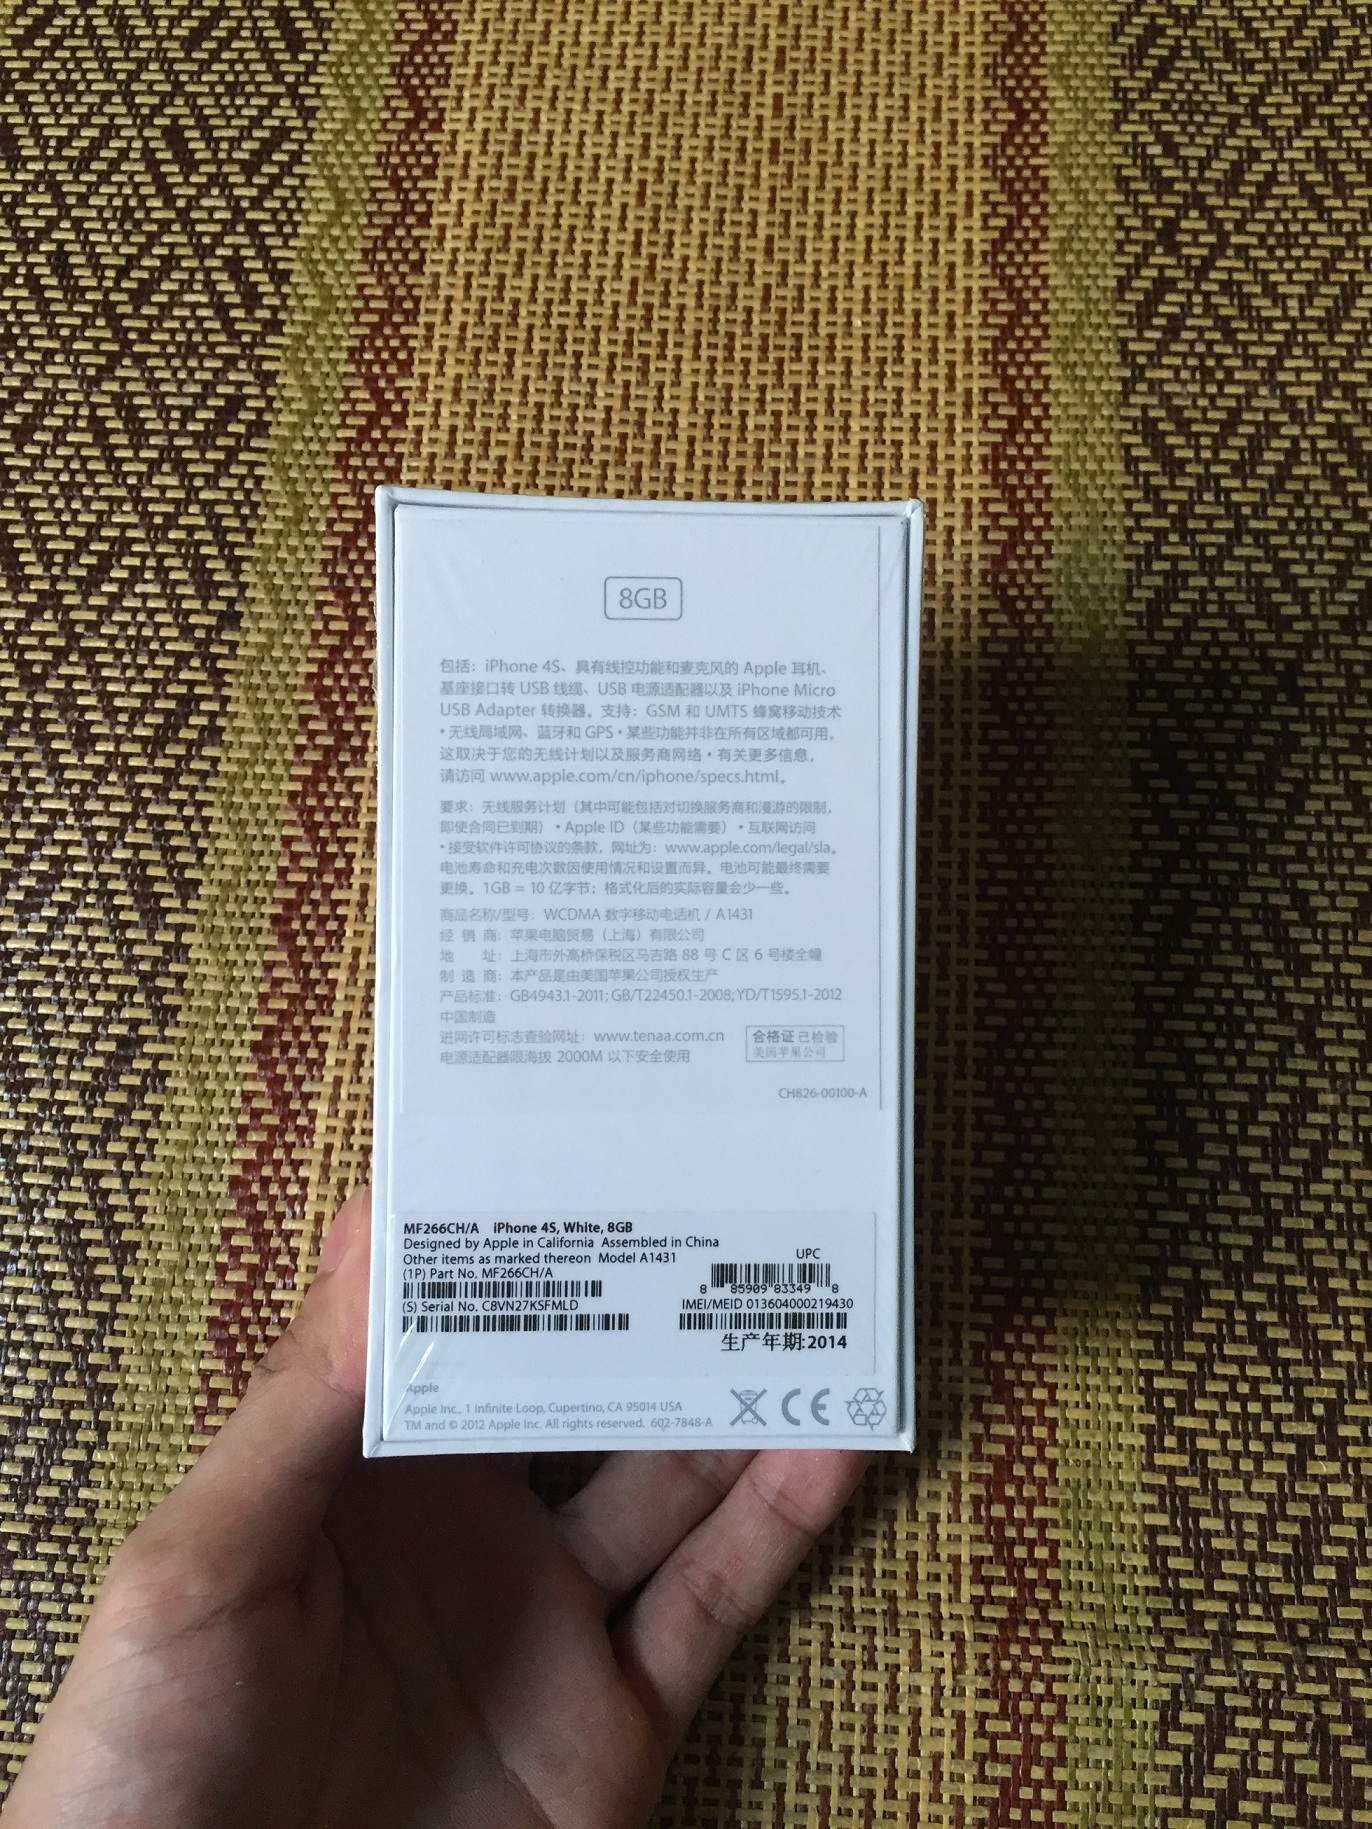 8GB
包括：iPhone 4S、具有线控功能和麦克风的 Apple 耳机、
基座接口转 USB 线缆、USB 电源适配器以及 iPhone Micro
USB Adapter 转换器。支持：GSM 和 UMTS 蜂窝移动技术
• 无线局域网、蓝牙和 GPS • 某些功能并非在所有区域都可用，
这取决于您的无线计划以及服务商网络 • 有关更多信息，
请访问 www.apple.com/cn/iphone/specs.html。
要求：无线服务计划（其中可能包括对切换服务商和漫游的限制，
即使合同已到期） • Apple ID（某些功能需要） • 互联网访问
• 接受软件许可协议的条款，网址为：www.apple.com/legal/sla。
电池寿命和充电次数因使用情况和设置而异。电池可能最终需要
更换。1GB = 10 亿字节；格式化后的实际容量会少一些。
商品名称/型号：WCDMA 数字移动电话机 / A1431
经 销 商：苹果电脑贸易（上海）有限公司
地 址：上海市外高桥保税区马吉路 88 号 C 区 6 号楼全幢
制 造 商：本产品是由美国苹果公司授权生产
产品标准：GB4943.1-2011; GB/T22450.1-2008; YD/T1595.1-2012
中国制造
进网许可标志查验网址：www.tenaa.com.cn
电源适配器限海拔 2000M 以下安全使用
合格证 已检验
美国苹果公司
CH826-00100-A
MF266CH/A iPhone 4S, White, 8GB
Designed by Apple in California Assembled in China
Other items as marked thereon Model A1431
(1P) Part No. MF266CH/A
(S) Serial No. C8VN27KSFMLD
UPC
8 85909 83349 8
IMEI/MEID 013604000219430
生产年期:2014
Apple
Apple Inc., 1 Infinite Loop, Cupertino, CA 95014 USA
TM and © 2012 Apple Inc. All rights reserved. 602-7848-A
CE